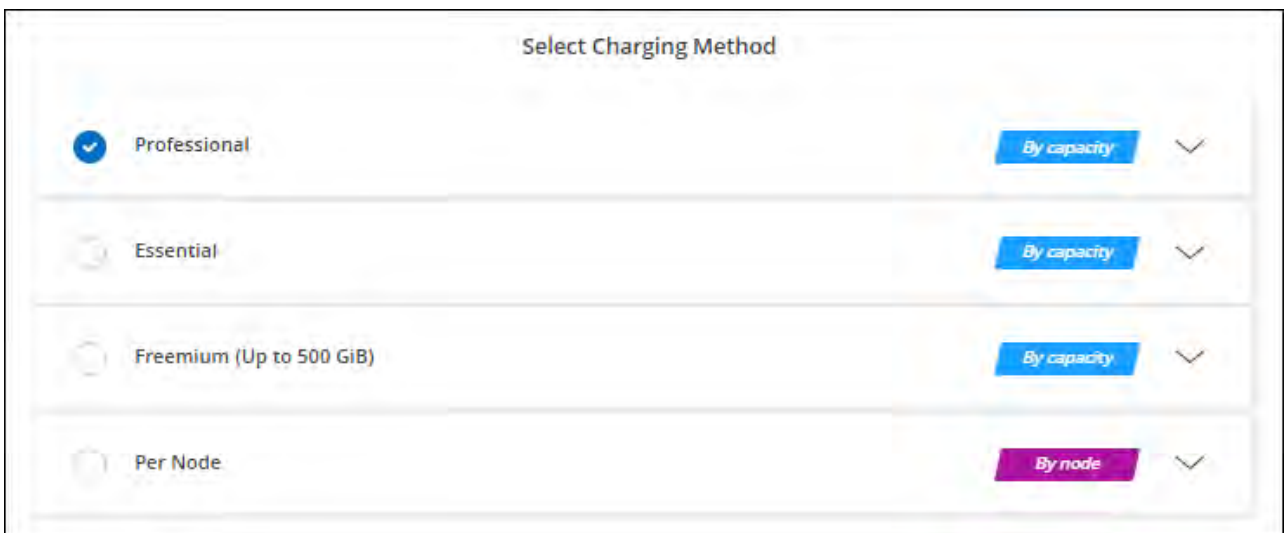 Select Charging Method
Professional By capacity
Essential By capacity
Freemium (Up to 500 GiB) By capacity
Per Node By node